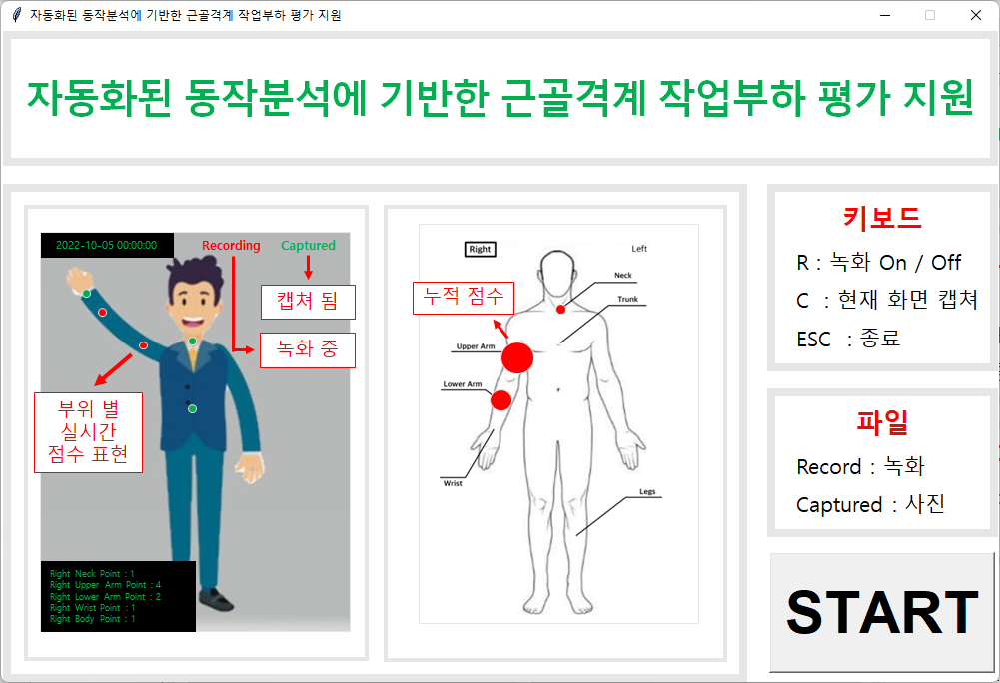 자동화된 동작분석에 기반한 근골격계 작업부하 평가 지원
자동화된 동작분석에 기반한 근골격계 작업부하 평가 지원
2022-10-05 00:00:00
Recording
Captured
캡쳐 됨
녹화 중
부위 별
실시간
점수 표현
Right Neck Point : 1
Right Upper Arm Point : 4
Right Lower Arm Point : 2
Right Wrist Point : 1
Right Body Point : 1
Right
Left
누적 점수
Neck
Trunk
Upper Arm
Lower Arm
Wrist
Legs
키보드
R : 녹화 On / Off
C : 현재 화면 캡쳐
ESC : 종료
파일
Record : 녹화
Captured : 사진
START